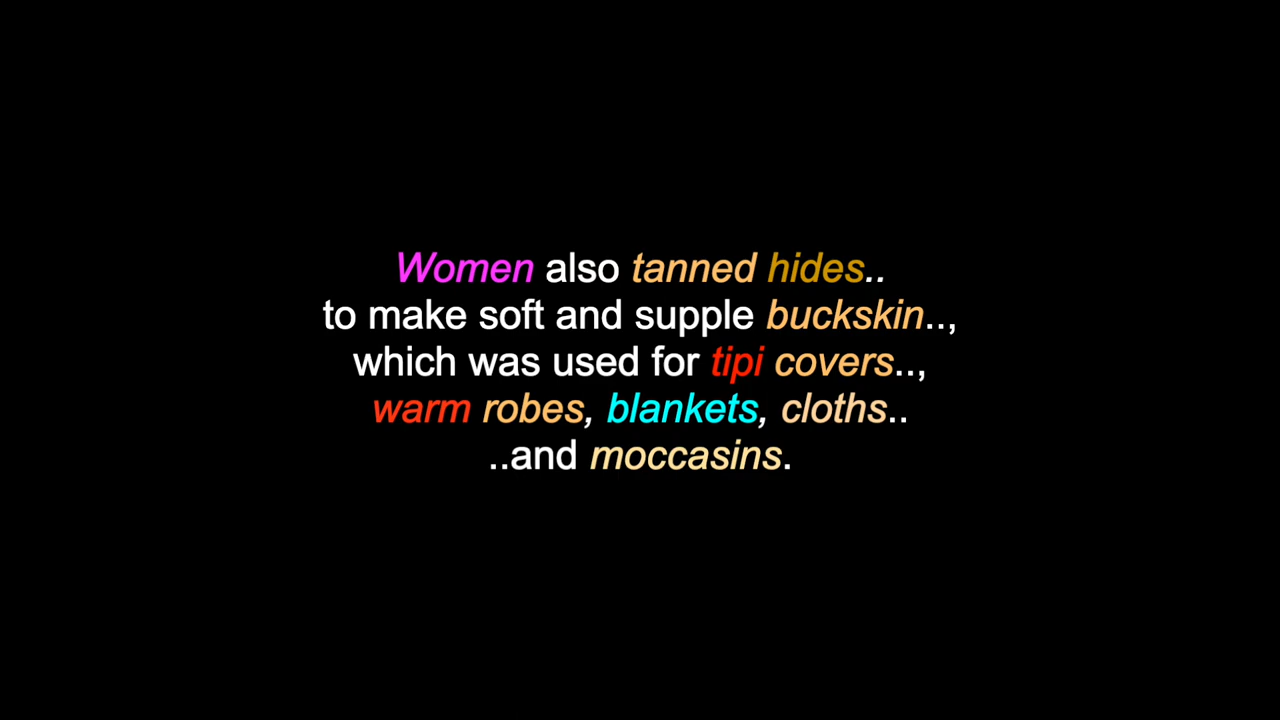 Women also tanned hides..
to make soft and supple buckskin..,
which was used for tipi covers..,
warm robes, blankets, cloths..
..and moccasins.